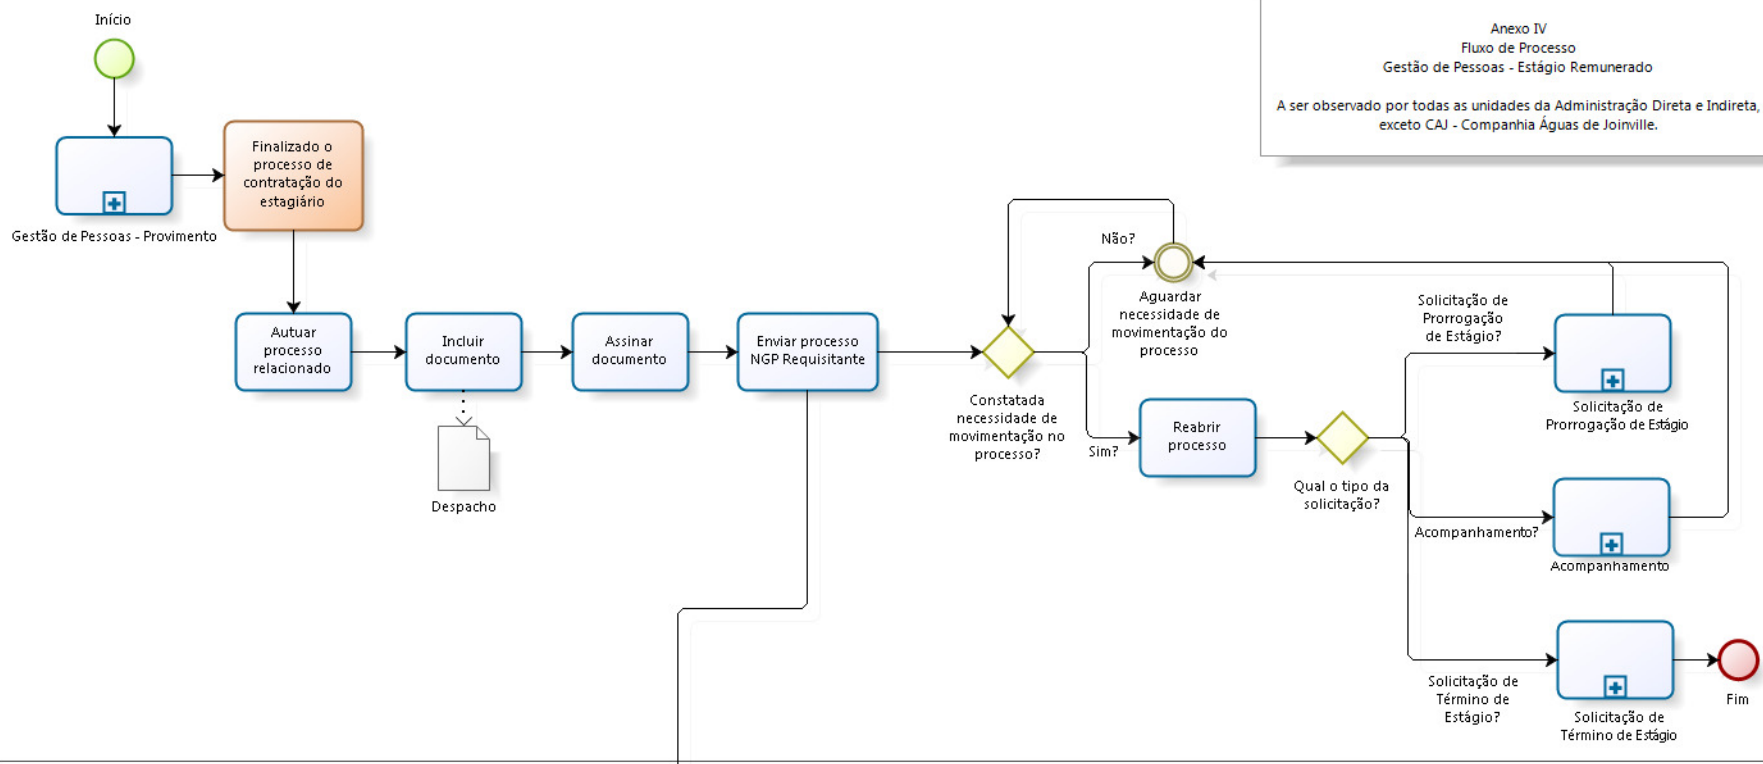 Início
Anexo IV
Fluxo de Processo
Gestão de Pessoas - Estágio Remunerado
A ser observado por todas as unidades da Administração Direta e Indireta,
exceto CAJ - Companhia Águas de Joinville.
Finalizado o
processo de
contratação do
estagiário
Gestão de Pessoas - Provimento
Não?
Aguardar
necessidade de
movimentação do
processo
Solicitação de
Prorrogação
de Estágio?
Autuar
processo
relacionado
Incluir
documento
Assinar
documento
Enviar processo
NGP Requisitante
Constatada
necessidade de
movimentação no
processo?
Sim?
Reabrir
processo
Solicitação de
Prorrogação de Estágio
Qual o tipo da
solicitação?
Despacho
Acompanhamento?
Acompanhamento
Solicitação de
Término de
Estágio?
Solicitação de
Término de Estágio
Fim